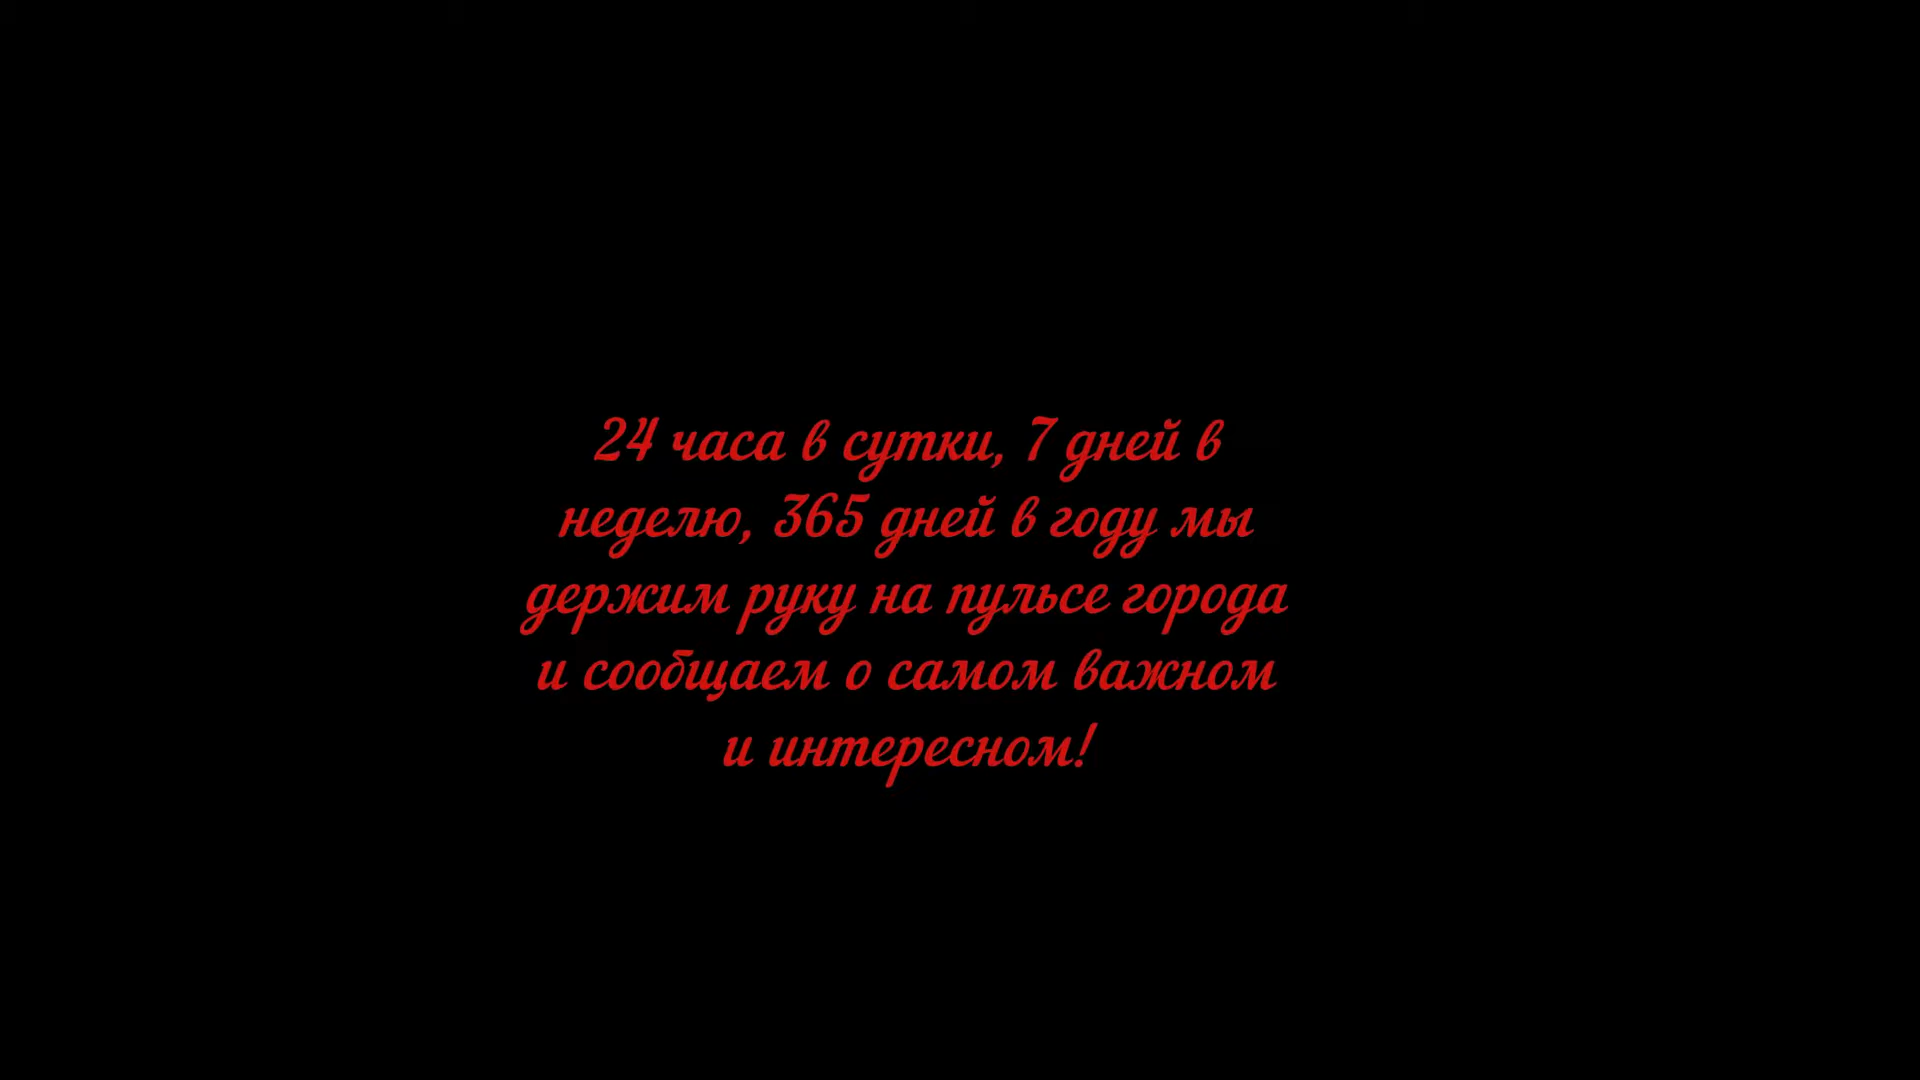 24 часа в сутки, 7 дней в
неделю, 365 дней в году мы
держим руку на пульсе города
и сообщаем о самом важном
и интересном!